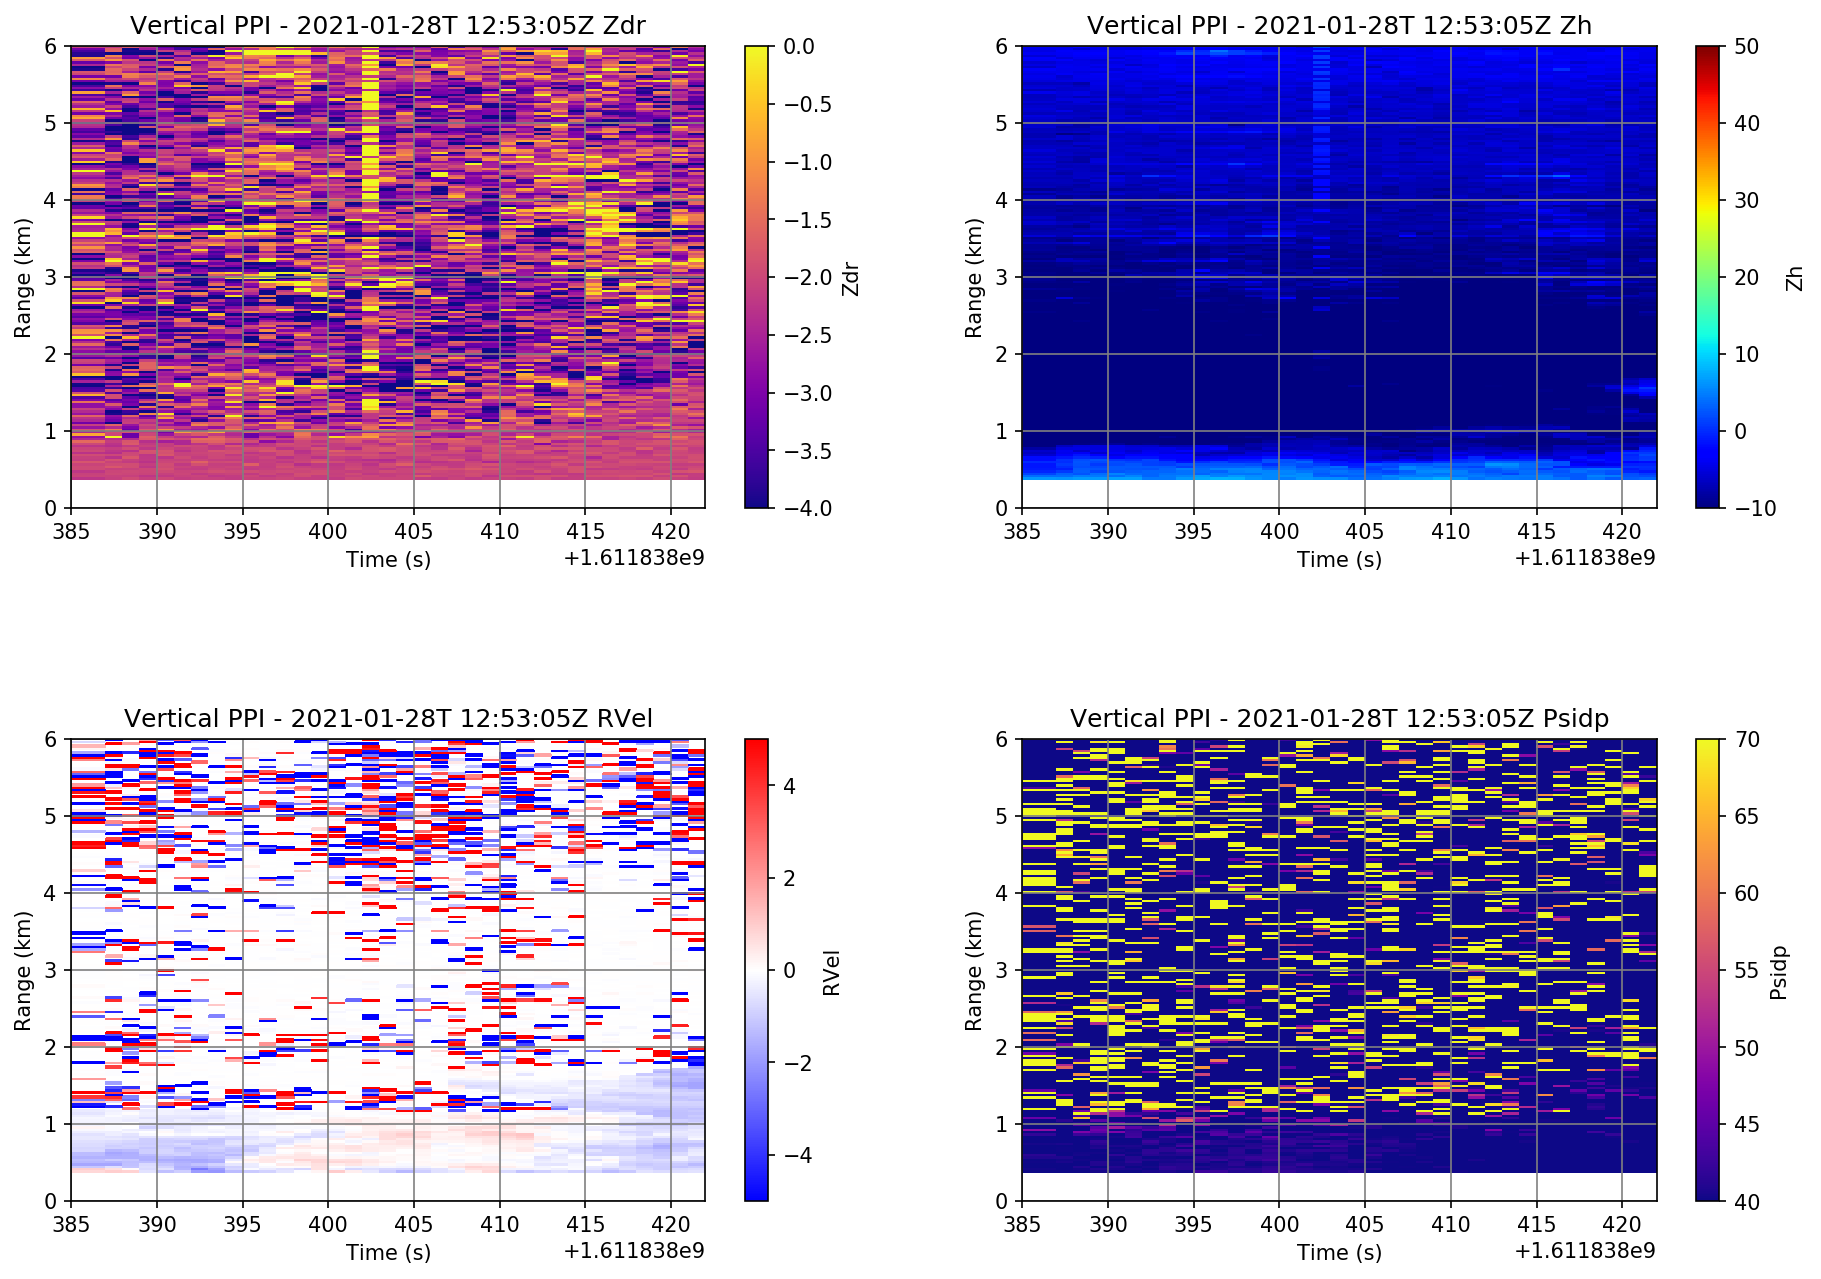 Vertical PPI - 2021-01-28T 12:53:05Z Zdr
6
5
4
3
2
1
0
Range (km)
385 390 395 400 405 410 415 420
Time (s)
+1.611838e9
0.0
−0.5
−1.0
−1.5
−2.0
−2.5
−3.0
−3.5
−4.0
Zdr
Vertical PPI - 2021-01-28T 12:53:05Z Zh
6
5
4
3
2
1
0
Range (km)
385 390 395 400 405 410 415 420
Time (s)
+1.611838e9
50
40
30
20
10
0
−10
Zh
Vertical PPI - 2021-01-28T 12:53:05Z RVel
6
5
4
3
2
1
0
Range (km)
385 390 395 400 405 410 415 420
Time (s)
+1.611838e9
4
2
0
−2
−4
RVel
Vertical PPI - 2021-01-28T 12:53:05Z Psidp
6
5
4
3
2
1
0
Range (km)
385 390 395 400 405 410 415 420
Time (s)
+1.611838e9
70
65
60
55
50
45
40
Psidp